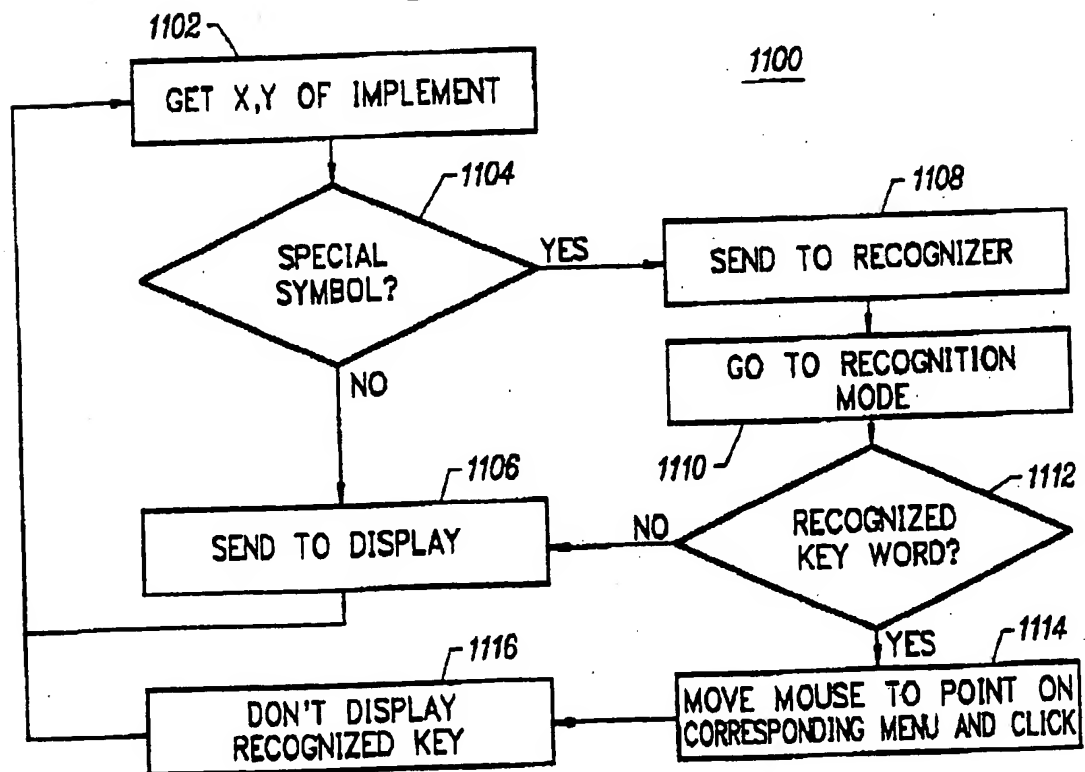 1102
1100
GET X,Y OF IMPLEMENT
1104
SPECIAL
SYMBOL?
YES
NO
1108
SEND TO RECOGNIZER
GO TO RECOGNITION
MODE
1110
1112
RECOGNIZED
KEY WORD?
NO
YES
1106
SEND TO DISPLAY
1114
MOVE MOUSE TO POINT ON
CORRESPONDING MENU AND CLICK
1116
DON'T DISPLAY
RECOGNIZED KEY